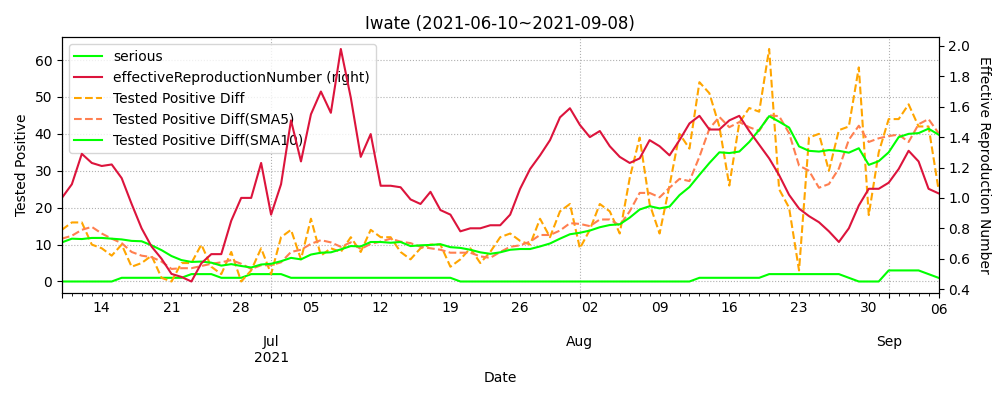 Iwate (2021-06-10~2021-09-08)
serious
effectiveReproductionNumber (right)
Tested Positive Diff
Tested Positive Diff(SMA5)
Tested Positive Diff(SMA10)
Tested Positive
60
50
40
30
20
10
0
2.0
1.8
1.6
1.4
1.2
1.0
0.8
0.6
0.4
Effective Reproduction Number
14 21 28 05 12 19 26 02 09 16 23 30 06
Jul Aug Sep
2021
Date